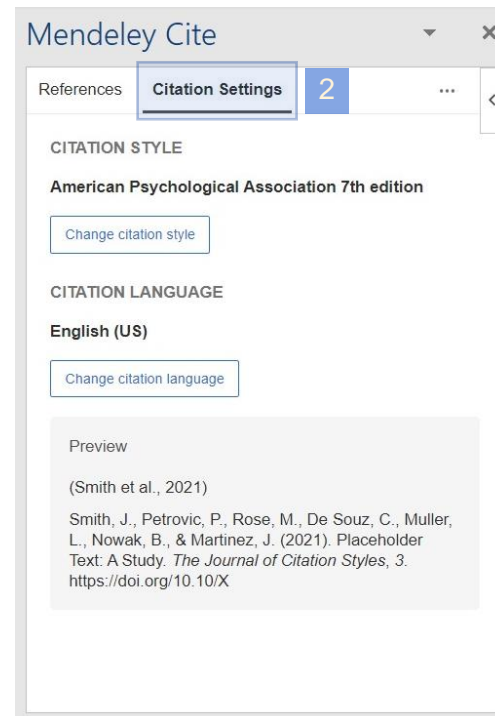 Mendeley Cite
References Citation Settings 2 ...
CITATION STYLE
American Psychological Association 7th edition
Change citation style
CITATION LANGUAGE
English (US)
Change citation language
Preview
(Smith et al., 2021)
Smith, J., Petrovic, P., Rose, M., De Souz, C., Muller,
L., Nowak, B., & Martinez, J. (2021). Placeholder
Text: A Study. The Journal of Citation Styles, 3.
https://doi.org/10.10/X